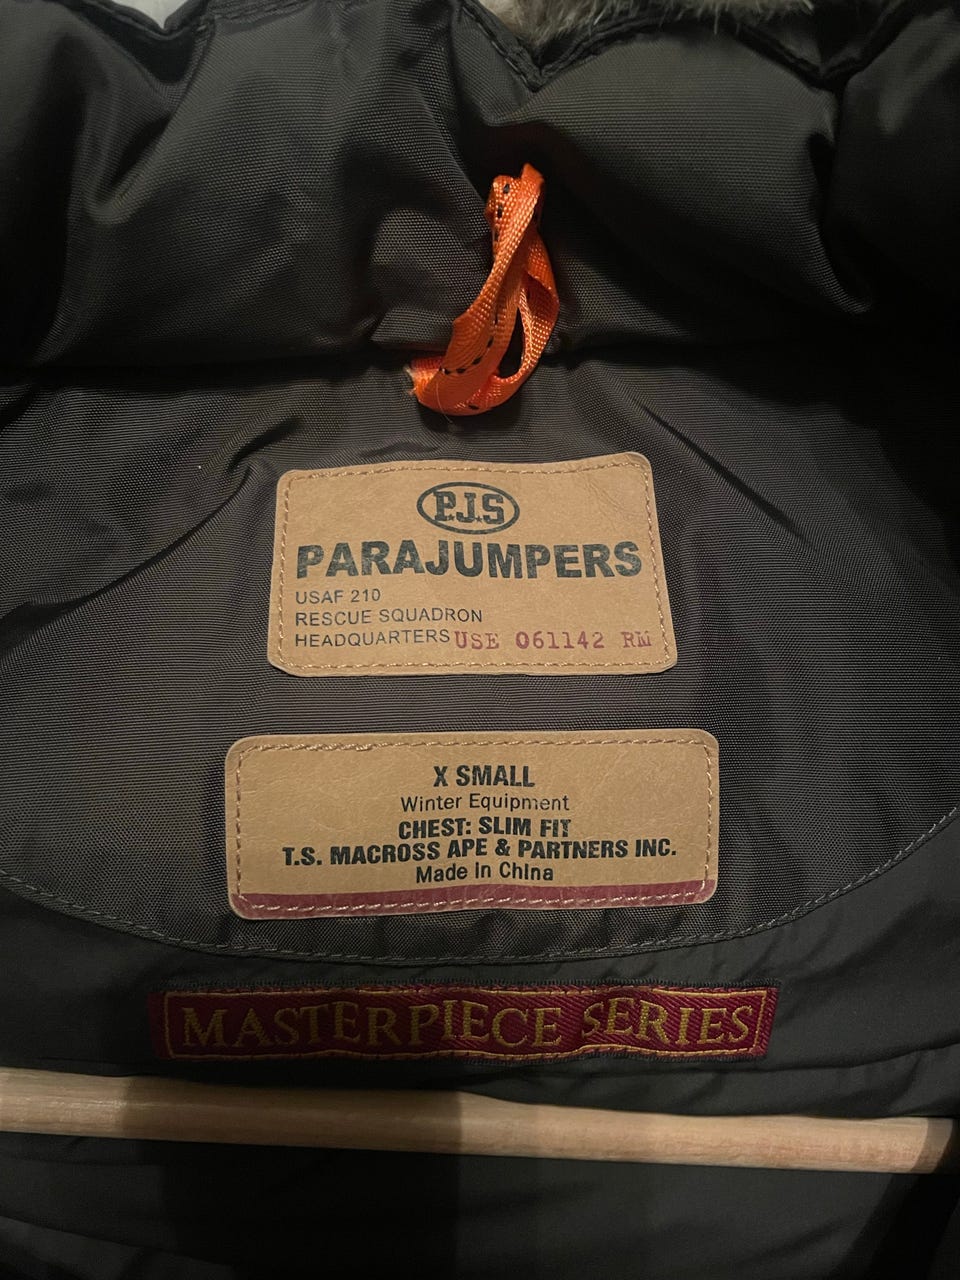 P.J.S
PARAJUMPERS
USAF 210
RESCUE SQUADRON
HEADQUARTERS USE 061142 RM
X SMALL
Winter Equipment
CHEST: SLIM FIT
T.S. MACROSS APE & PARTNERS INC.
Made In China
MASTERPIECE SERIES